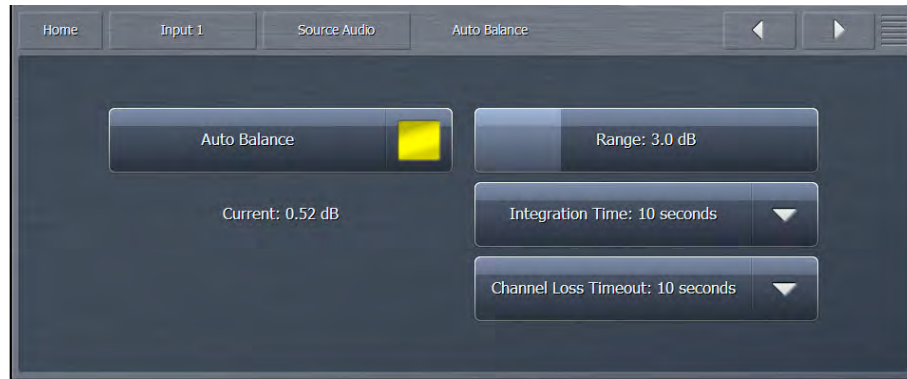 Home Input 1 Source Audio Auto Balance
Auto Balance
Range: 3.0 dB
Current: 0.52 dB
Integration Time: 10 seconds
Channel Loss Timeout: 10 seconds